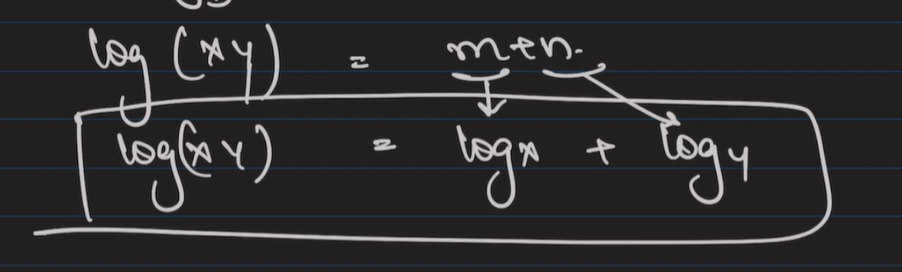 log (xy) = m+n.
log(xy) = logx + logy